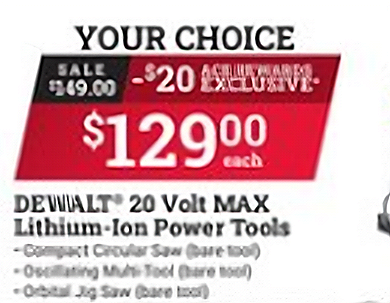 YOUR CHOICE
SALE
$149.00
-$20
EXCLUSIVE-
$129.00
each
DEWALT® 20 Volt MAX
Lithium-Ion Power Tools
- Compact Circular Saw (bare tool)
- Oscillating Multi-Tool (bare tool)
- Orbital Jig Saw (bare tool)